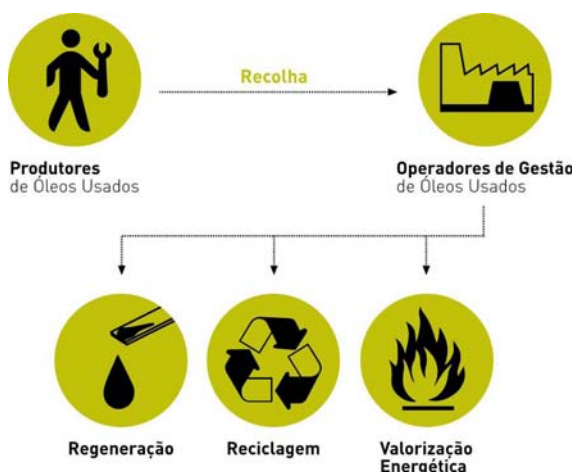 Recolha
Produtores
de Óleos Usados
Operadores de Gestão
de Óleos Usados
Regeneração
Reciclagem
Valorização
Energética